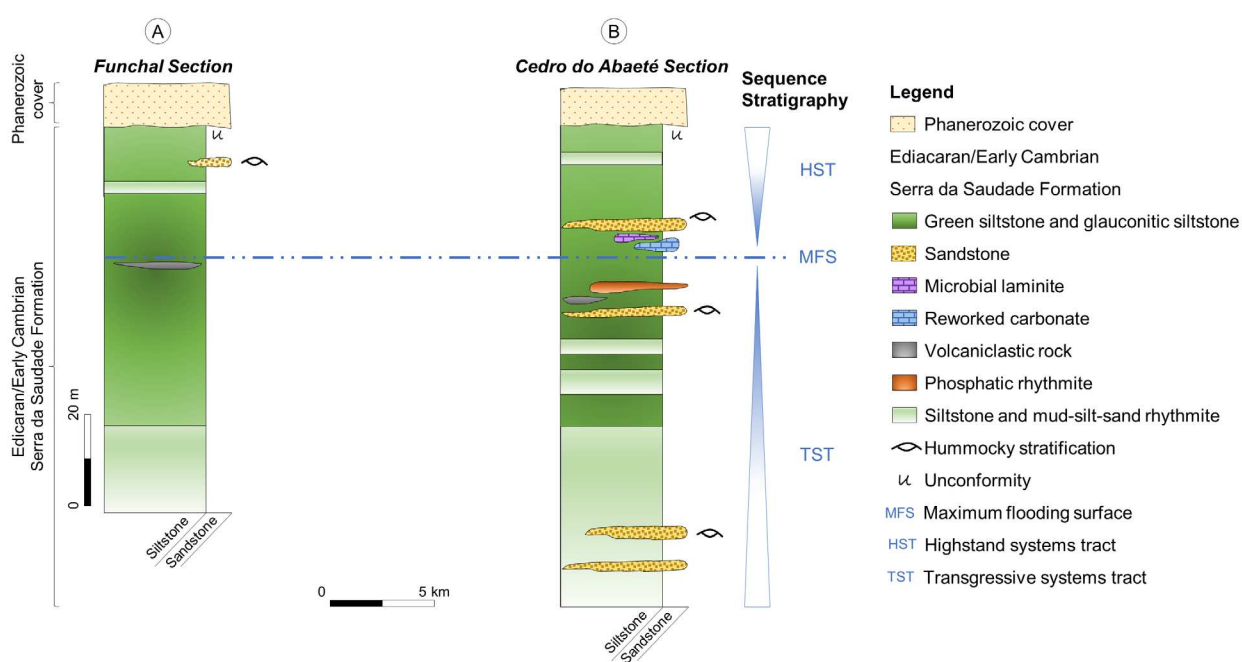 A
B
Funchal Section
Cedro do Abaeté Section
Sequence
Stratigraphy
Phanerozoic
cover
Edicaran/Early Cambrian
Serra da Saudade Formation
u
u
HST
MFS
TST
20 m
0
Siltstone
Sandstone
0
5 km
Siltstone
Sandstone
Legend
Phanerozoic cover
Ediacaran/Early Cambrian
Serra da Saudade Formation
Green siltstone and glauconitic siltstone
Sandstone
Microbial laminite
Reworked carbonate
Volcaniclastic rock
Phosphatic rhythmite
Siltstone and mud-silt-sand rhythmite
Hummocky stratification
u Unconformity
MFS Maximum flooding surface
HST Highstand systems tract
TST Transgressive systems tract